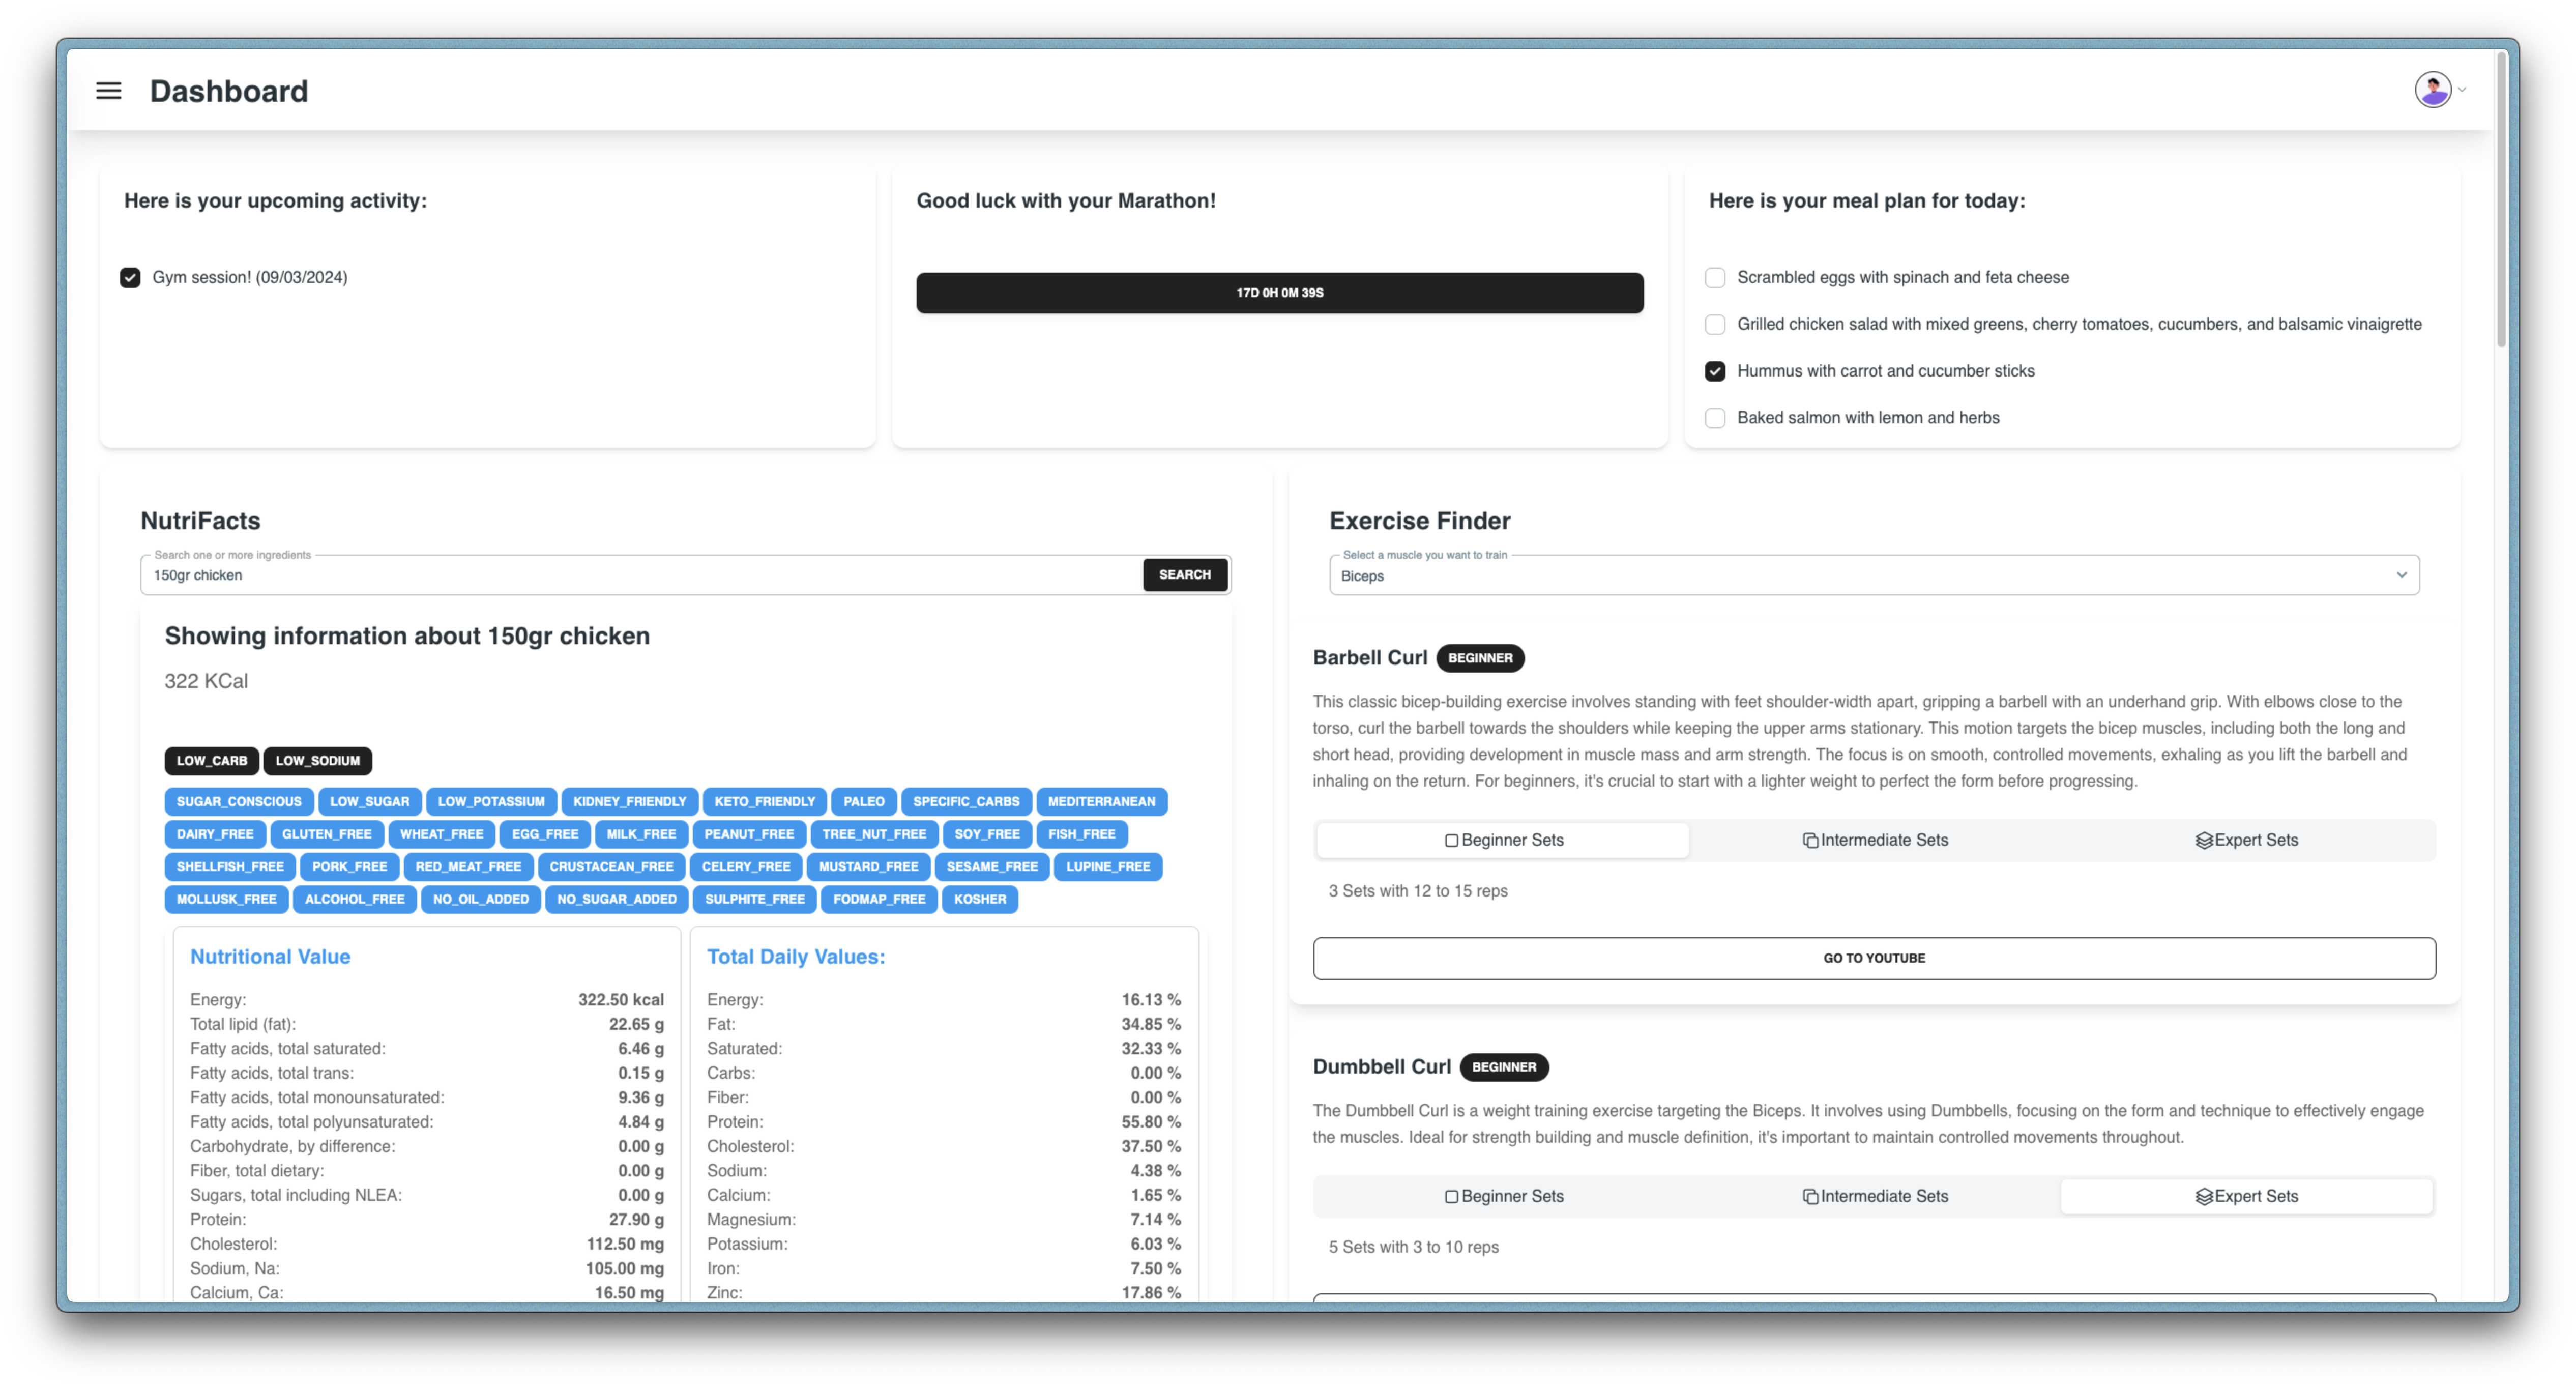 Dashboard
Here is your upcoming activity:
Gym session! (09/03/2024)
Good luck with your Marathon!
17D 0H 0M 39S
Here is your meal plan for today:
Scrambled eggs with spinach and feta cheese
Grilled chicken salad with mixed greens, cherry tomatoes, cucumbers, and balsamic vinaigrette
Hummus with carrot and cucumber sticks
Baked salmon with lemon and herbs
NutriFacts
Search one or more ingredients
150gr chicken
SEARCH
Showing information about 150gr chicken
322 KCal
LOW_CARB LOW_SODIUM
SUGAR_CONSCIOUS LOW_SUGAR LOW_POTASSIUM KIDNEY_FRIENDLY KETO_FRIENDLY PALEO SPECIFIC_CARBS MEDITERRANEAN
DAIRY_FREE GLUTEN_FREE WHEAT_FREE EGG_FREE MILK_FREE PEANUT_FREE TREE_NUT_FREE SOY_FREE FISH_FREE
SHELLFISH_FREE PORK_FREE RED_MEAT_FREE CRUSTACEAN_FREE CELERY_FREE MUSTARD_FREE SESAME_FREE LUPINE_FREE
MOLLUSK_FREE ALCOHOL_FREE NO_OIL_ADDED NO_SUGAR_ADDED SULPHITE_FREE FODMAP_FREE KOSHER
Nutritional Value
Energy: 322.50 kcal
Total lipid (fat): 22.65 g
Fatty acids, total saturated: 6.46 g
Fatty acids, total trans: 0.15 g
Fatty acids, total monounsaturated: 9.36 g
Fatty acids, total polyunsaturated: 4.84 g
Carbohydrate, by difference: 0.00 g
Fiber, total dietary: 0.00 g
Sugars, total including NLEA: 0.00 g
Protein: 27.90 g
Cholesterol: 112.50 mg
Sodium, Na: 105.00 mg
Calcium, Ca: 16.50 mg
Total Daily Values:
Energy: 16.13 %
Fat: 34.85 %
Saturated: 32.33 %
Carbs: 0.00 %
Fiber: 0.00 %
Protein: 55.80 %
Cholesterol: 37.50 %
Sodium: 4.38 %
Calcium: 1.65 %
Magnesium: 7.14 %
Potassium: 6.03 %
Iron: 7.50 %
Zinc: 17.86 %
Exercise Finder
Select a muscle you want to train
Biceps
Barbell Curl BEGINNER
This classic bicep-building exercise involves standing with feet shoulder-width apart, gripping a barbell with an underhand grip. With elbows close to the
torso, curl the barbell towards the shoulders while keeping the upper arms stationary. This motion targets the bicep muscles, including both the long and
short head, providing development in muscle mass and arm strength. The focus is on smooth, controlled movements, exhaling as you lift the barbell and
inhaling on the return. For beginners, it's crucial to start with a lighter weight to perfect the form before progressing.
Beginner Sets Intermediate Sets Expert Sets
3 Sets with 12 to 15 reps
GO TO YOUTUBE
Dumbbell Curl BEGINNER
The Dumbbell Curl is a weight training exercise targeting the Biceps. It involves using Dumbbells, focusing on the form and technique to effectively engage
the muscles. Ideal for strength building and muscle definition, it's important to maintain controlled movements throughout.
Beginner Sets Intermediate Sets Expert Sets
5 Sets with 3 to 10 reps